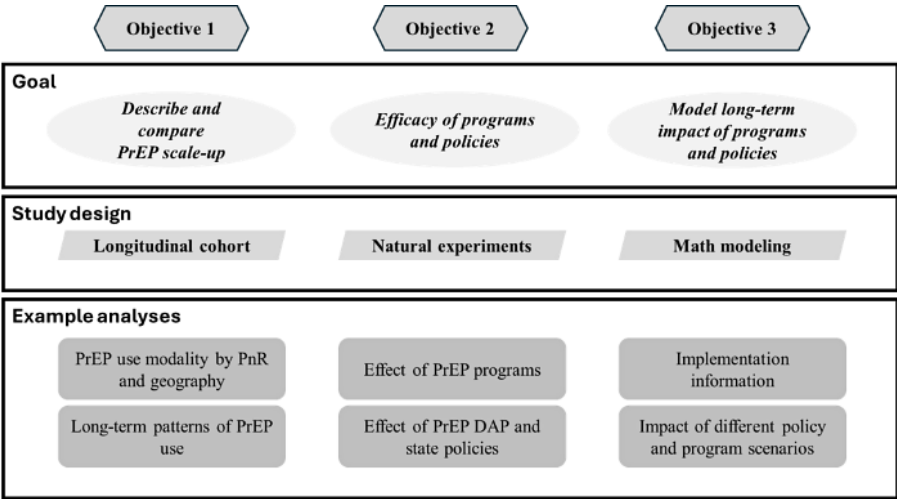 Objective 1
Objective 2
Objective 3
Goal
Describe and
compare
PrEP scale-up
Efficacy of programs
and policies
Model long-term
impact of programs
and policies
Study design
Longitudinal cohort
Natural experiments
Math modeling
Example analyses
PrEP use modality by PnR
and geography
Effect of PrEP programs
Implementation
information
Long-term patterns of PrEP
use
Effect of PrEP DAP and
state policies
Impact of different policy
and program scenarios